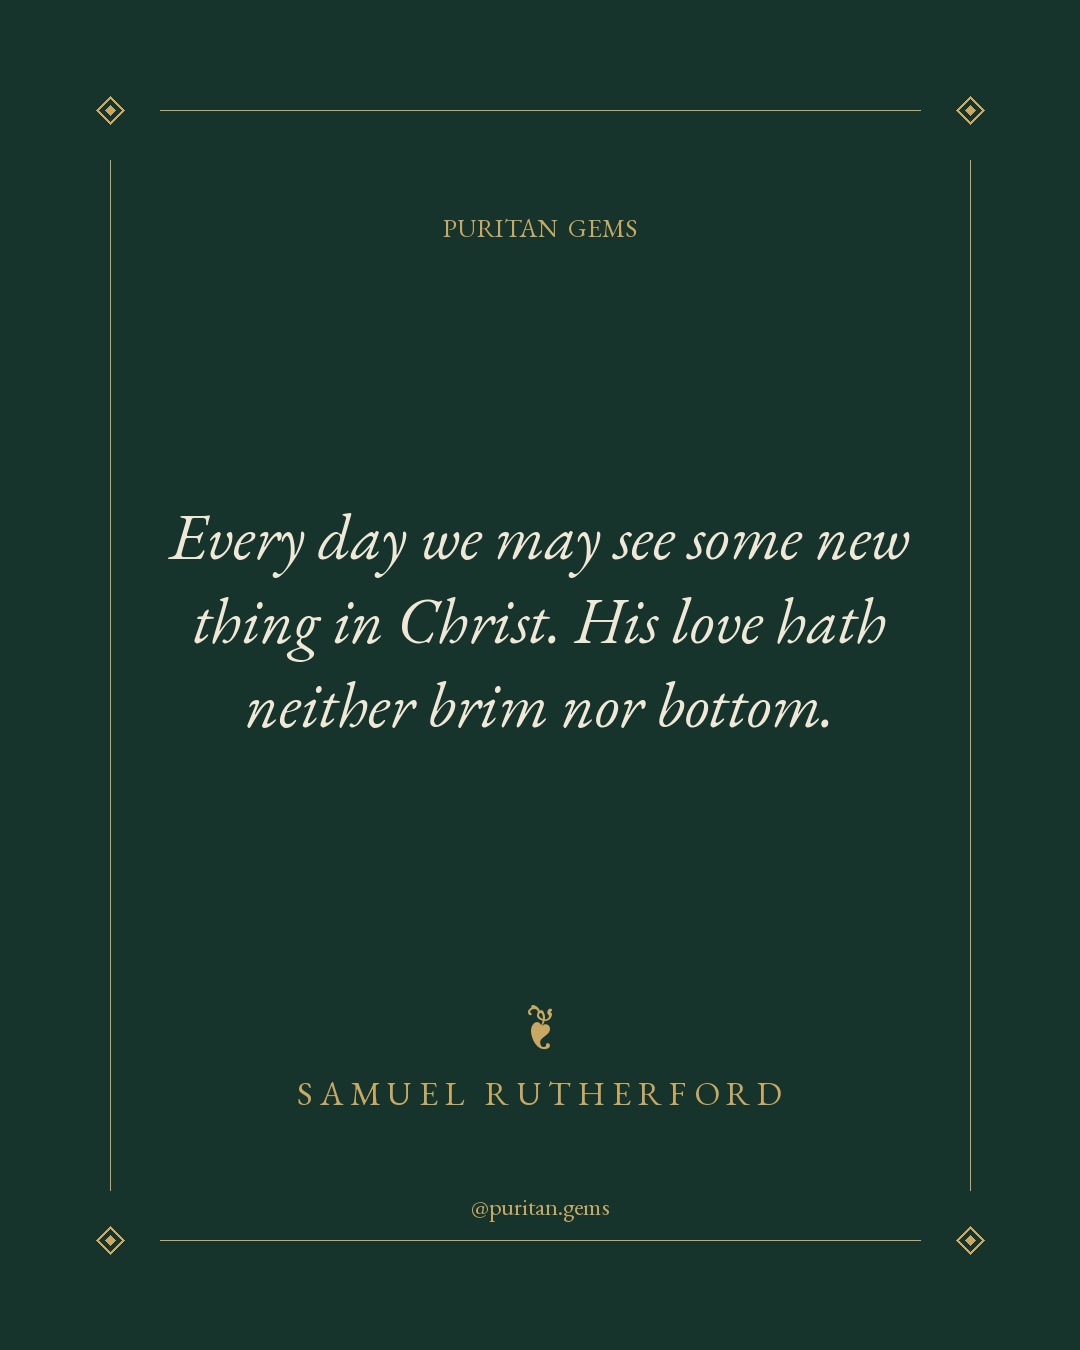 PURITAN GEMS
Every day we may see some new
thing in Christ. His love hath
neither brim nor bottom.
SAMUEL RUTHERFORD
@puritan.gems